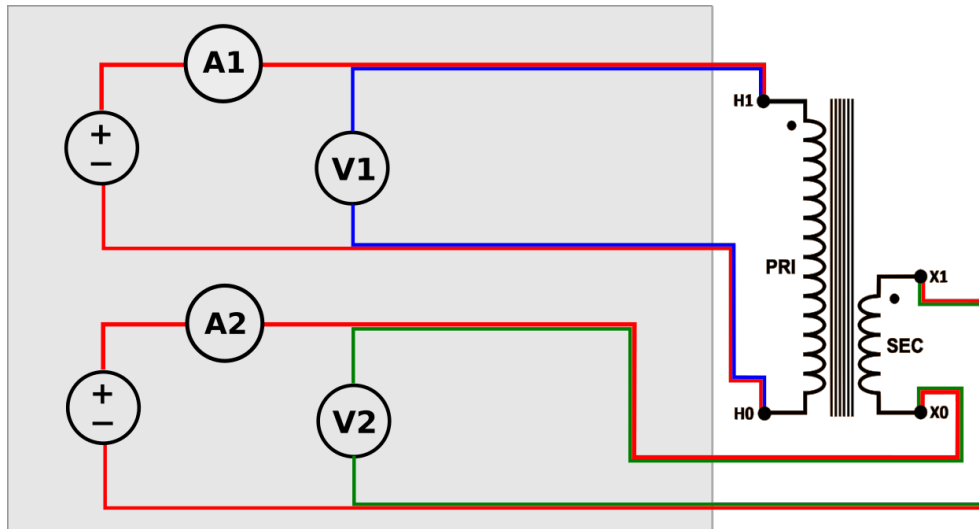 A1
+
−
V1
H1
PRI
H0
A2
+
−
V2
X1
SEC
X0